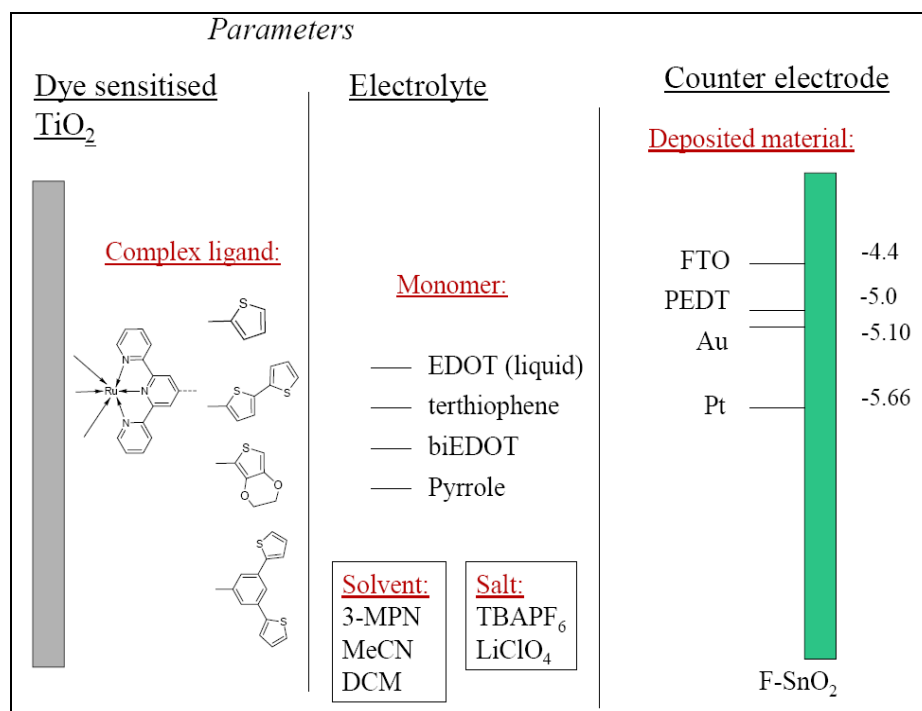 Parameters
Dye sensitised
TiO₂
Complex ligand:
Ru
N
N
N
S
S
S
S
O
O
S
S
Electrolyte
Monomer:
EDOT (liquid)
terthiophene
biEDOT
Pyrrole
Solvent:
3-MPN
MeCN
DCM
Salt:
TBAPF₆
LiClO₄
Counter electrode
Deposited material:
FTO -4.4
PEDT -5.0
Au -5.10
Pt -5.66
F-SnO₂